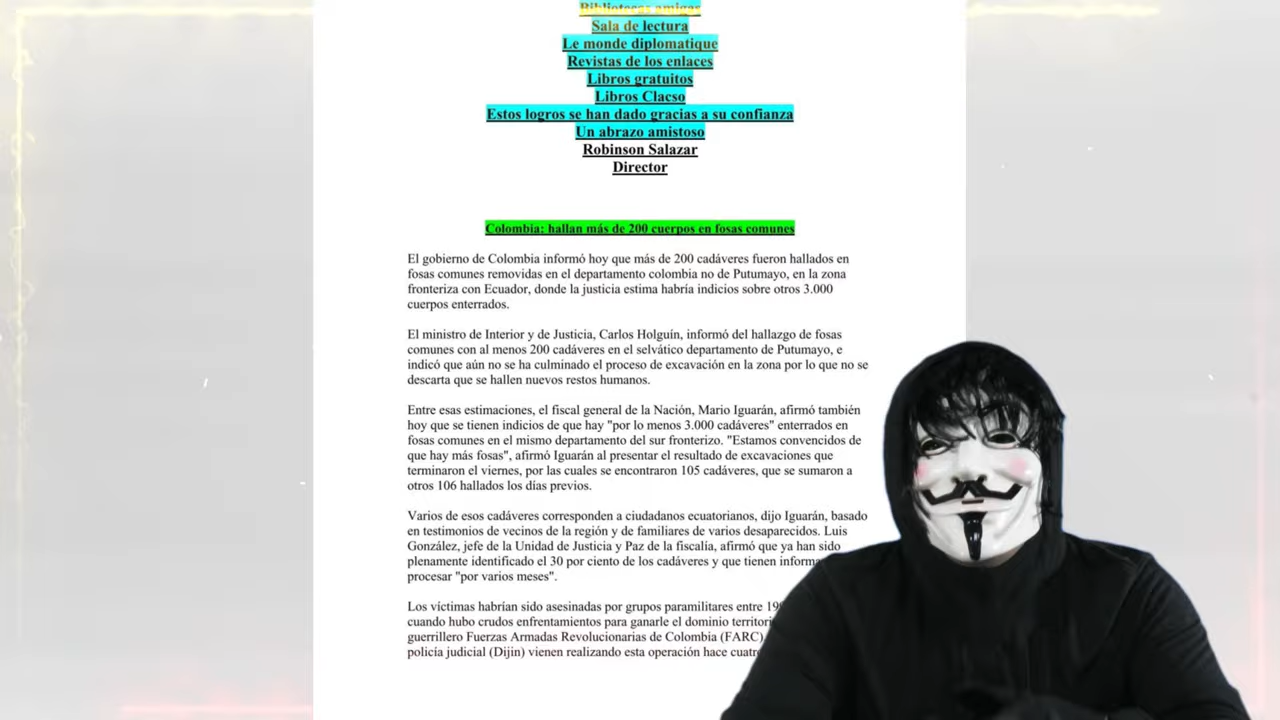 Bibliotecas amigas
Sala de lectura
Le monde diplomatique
Revistas de los enlaces
Libros gratuitos
Libros Clacso
Estos logros se han dado gracias a su confianza
Un abrazo amistoso
Robinson Salazar
Director
Colombia: hallan más de 200 cuerpos en fosas comunes
El gobierno de Colombia informó hoy que más de 200 cadáveres fueron hallados en
fosas comunes removidas en el departamento colombia no de Putumayo, en la zona
fronteriza con Ecuador, donde la justicia estima habría indicios sobre otros 3.000
cuerpos enterrados.
El ministro de Interior y de Justicia, Carlos Holguín, informó del hallazgo de fosas
comunes con al menos 200 cadáveres en el selvático departamento de Putumayo, e
indicó que aún no se ha culminado el proceso de excavación en la zona por lo que no se
descarta que se hallen nuevos restos humanos.
Entre esas estimaciones, el fiscal general de la Nación, Mario Iguarán, afirmó también
hoy que se tienen indicios de que hay "por lo menos 3.000 cadáveres" enterrados en
fosas comunes en el mismo departamento del sur fronterizo. "Estamos convencidos de
que hay más fosas", afirmó Iguarán al presentar el resultado de excavaciones que
terminaron el viernes, por las cuales se encontraron 105 cadáveres, que se sumaron a
otros 106 hallados los días previos.
Varios de esos cadáveres corresponden a ciudadanos ecuatorianos, dijo Iguarán, basado
en testimonios de vecinos de la región y de familiares de varios desaparecidos. Luis
González, jefe de la Unidad de Justicia y Paz de la fiscalía, afirmó que ya han sido
plenamente identificado el 30 por ciento de los cadáveres y que tienen
procesar "por varios meses".
Los víctimas habrían sido asesinadas por grupos paramilitares entre
cuando hubo crudos enfrentamientos para ganarle el dominio
guerrillero Fuerzas Armadas Revolucionarias de Colombia (FARC)
policía judicial (Dijin) vienen realizando esta operación hace